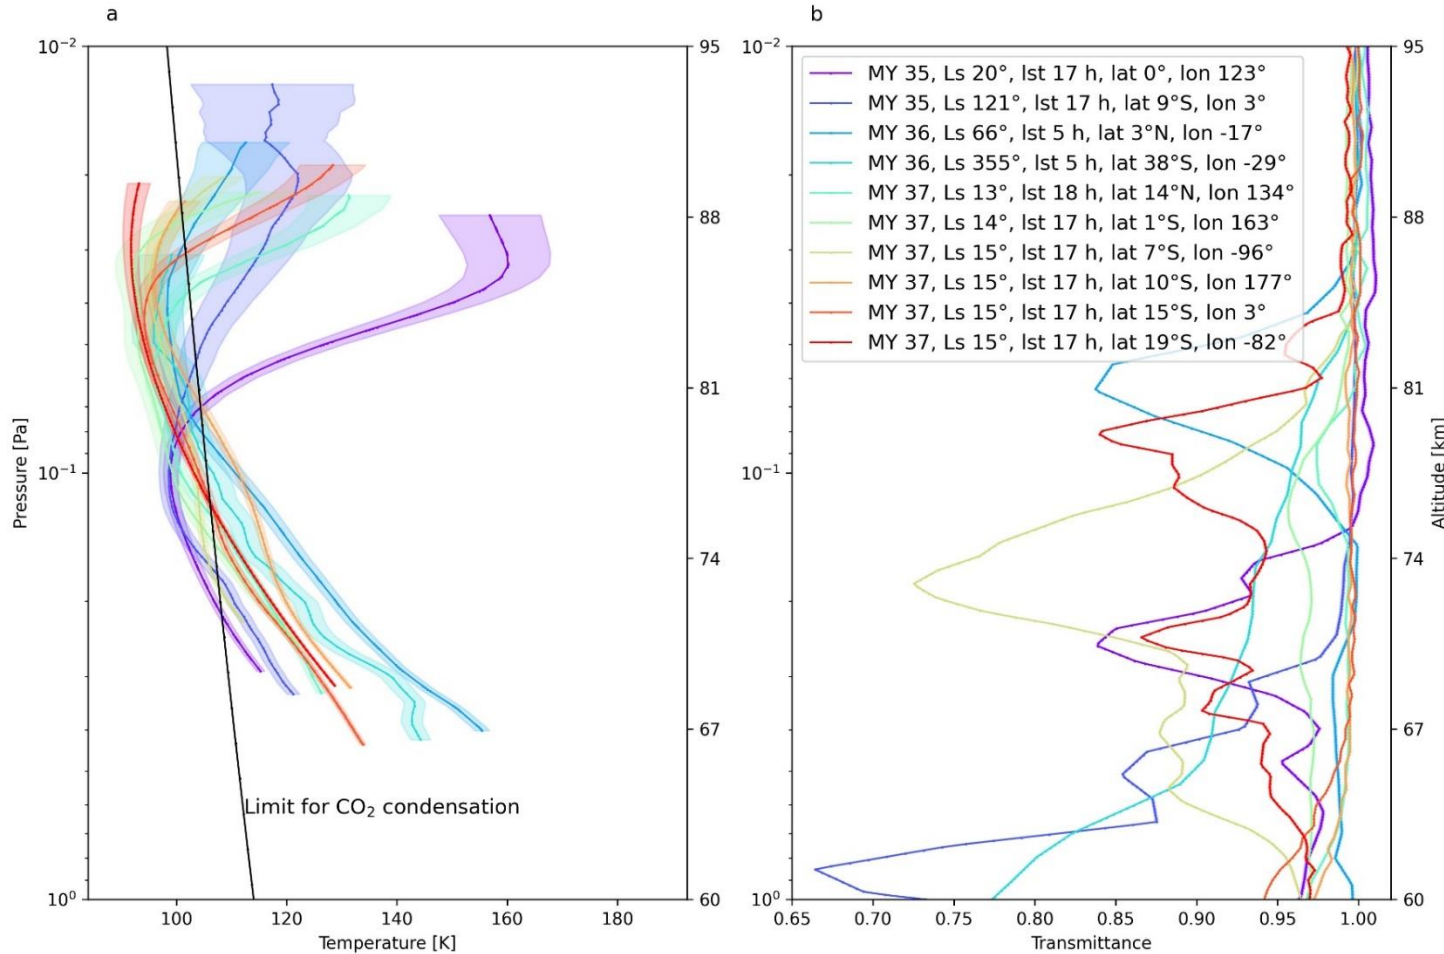 a
10⁻²
10⁻¹
10⁰
Pressure [Pa]
95
88
81
74
67
60
Limit for CO₂ condensation
100 120 140 160 180
Temperature [K]
b
10⁻²
10⁻¹
10⁰
MY 35, Ls 20°, lst 17 h, lat 0°, lon 123°
MY 35, Ls 121°, lst 17 h, lat 9°S, lon 3°
MY 36, Ls 66°, lst 5 h, lat 3°N, lon -17°
MY 36, Ls 355°, lst 5 h, lat 38°S, lon -29°
MY 37, Ls 13°, lst 18 h, lat 14°N, lon 134°
MY 37, Ls 14°, lst 17 h, lat 1°S, lon 163°
MY 37, Ls 15°, lst 17 h, lat 7°S, lon -96°
MY 37, Ls 15°, lst 17 h, lat 10°S, lon 177°
MY 37, Ls 15°, lst 17 h, lat 15°S, lon 3°
MY 37, Ls 15°, lst 17 h, lat 19°S, lon -82°
95
88
81
74
67
60
Altitude [km]
0.65 0.70 0.75 0.80 0.85 0.90 0.95 1.00
Transmittance